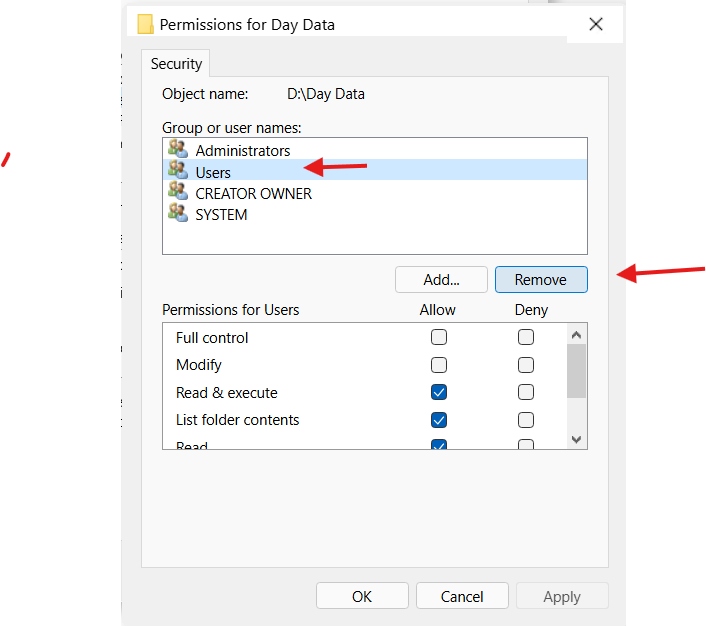 Permissions for Day Data
Security
Object name: D:\Day Data
Group or user names:
Administrators
Users
CREATOR OWNER
SYSTEM
Add... Remove
Permissions for Users Allow Deny
Full control
Modify
Read & execute
List folder contents
Read
OK Cancel Apply